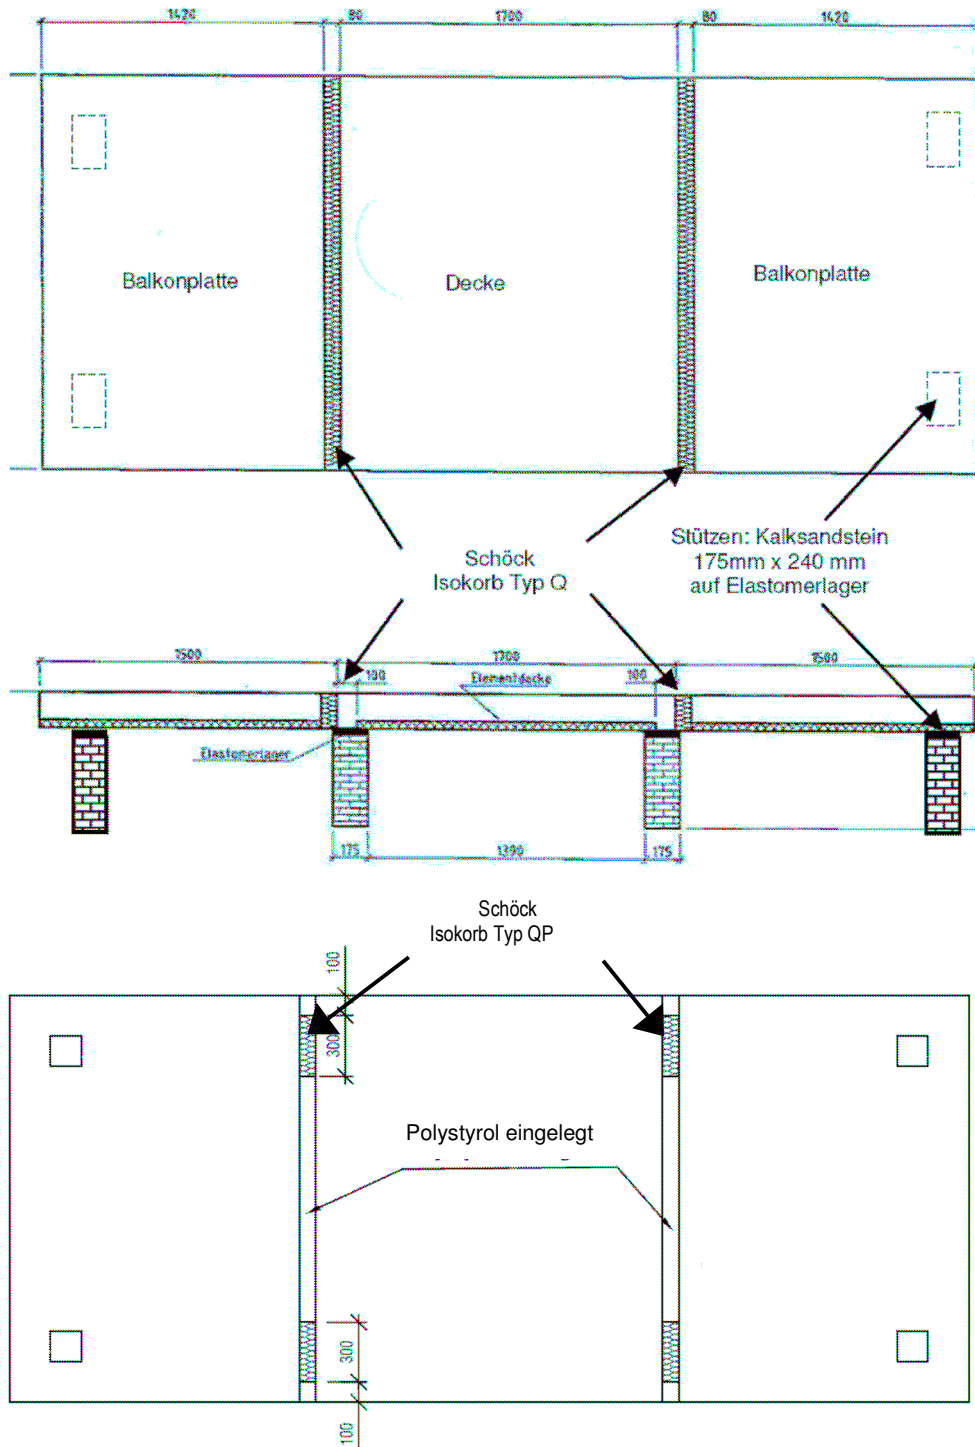 1420
80
1700
80
1420
Balkonplatte
Decke
Balkonplatte
Schöck
Isokorb Typ Q
Stützen: Kalksandstein
175mm x 240 mm
auf Elastomerlager
1500
1700
1500
100
Elementdecke
100
Elastomerlager
175
1390
175
Schöck
Isokorb Typ QP
100
300
Polystyrol eingelegt
300
100